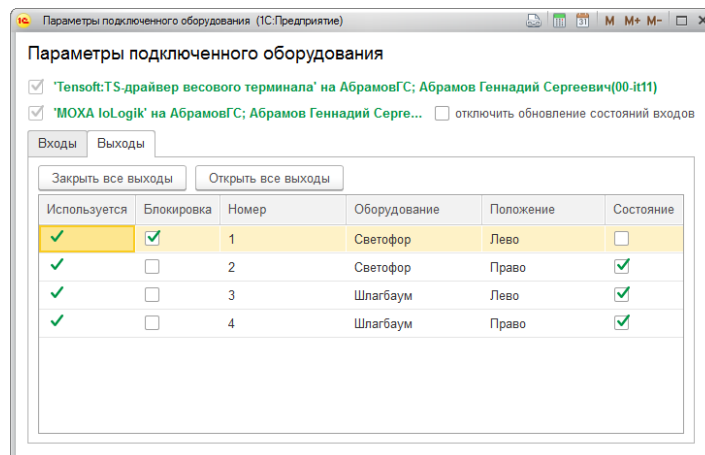 1С Параметры подключенного оборудования (1С:Предприятие) 31 M M+ M-
Параметры подключенного оборудования
'Tensoft:TS-драйвер весового терминала' на АбрамовГС; Абрамов Геннадий Сергеевич(00-it11)
'MOXA IoLogik' на АбрамовГС; Абрамов Геннадий Серге... отключить обновление состояний входов
Входы Выходы
Закрыть все выходы Открыть все выходы
Используется Блокировка Номер Оборудование Положение Состояние
1 Светофор Лево
2 Светофор Право
3 Шлагбаум Лево
4 Шлагбаум Право